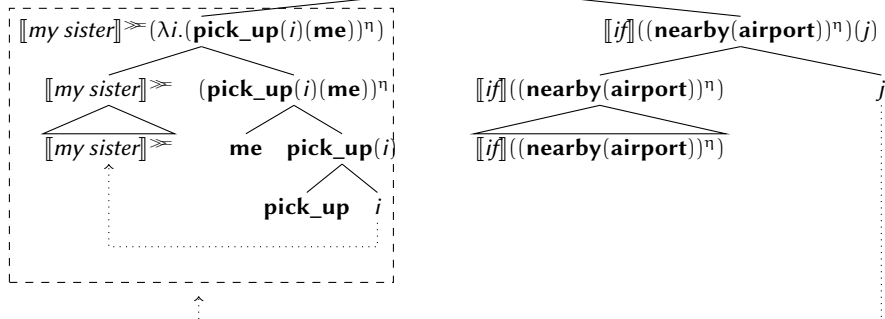 ⟦my sister⟧≫=(λi.(pick_up(i)(me))η) ⟦if⟧((nearby(airport))η)(j)
⟦my sister⟧≫= (pick_up(i)(me))η ⟦if⟧((nearby(airport))η) j
⟦my sister⟧≫= me pick_up(i) ⟦if⟧((nearby(airport))η)
pick_up i